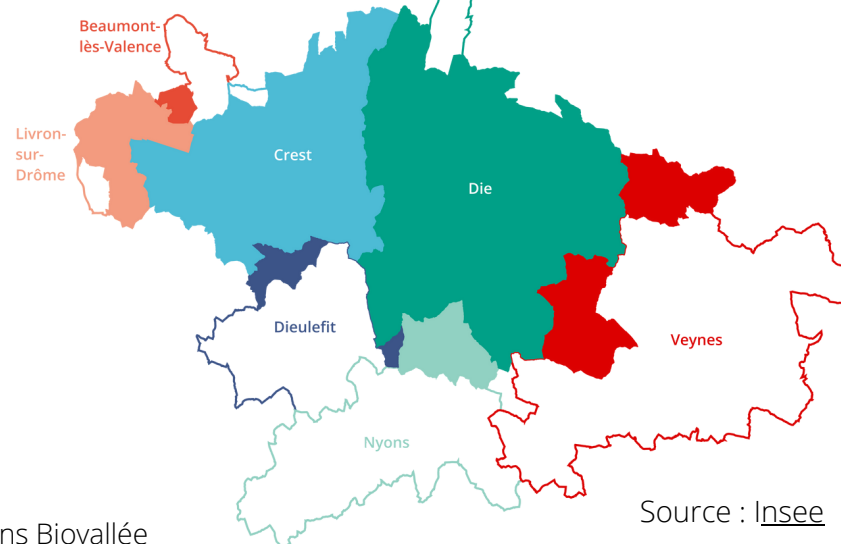 Beaumont-
lès-Valence
Livron-
sur-
Drôme
Crest
Die
Dieulefit
Veynes
Nyons
Source : Insee
ns Biovallée